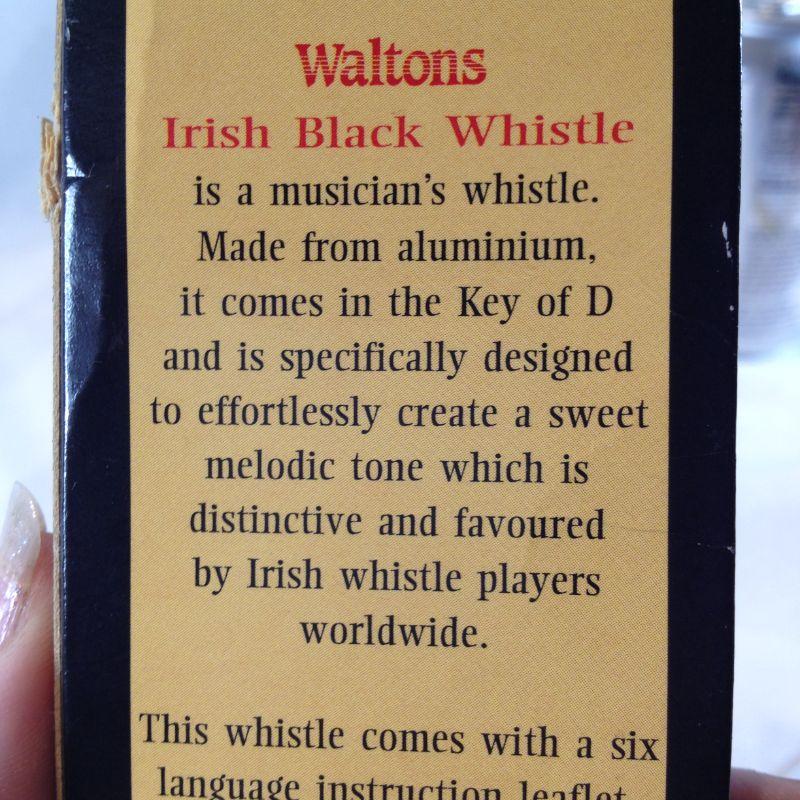 Waltons
Irish Black Whistle
is a musician's whistle.
Made from aluminium,
it comes in the Key of D
and is specifically designed
to effortlessly create a sweet
melodic tone which is
distinctive and favoured
by Irish whistle players
worldwide.
This whistle comes with a six
language instruction leaflet.